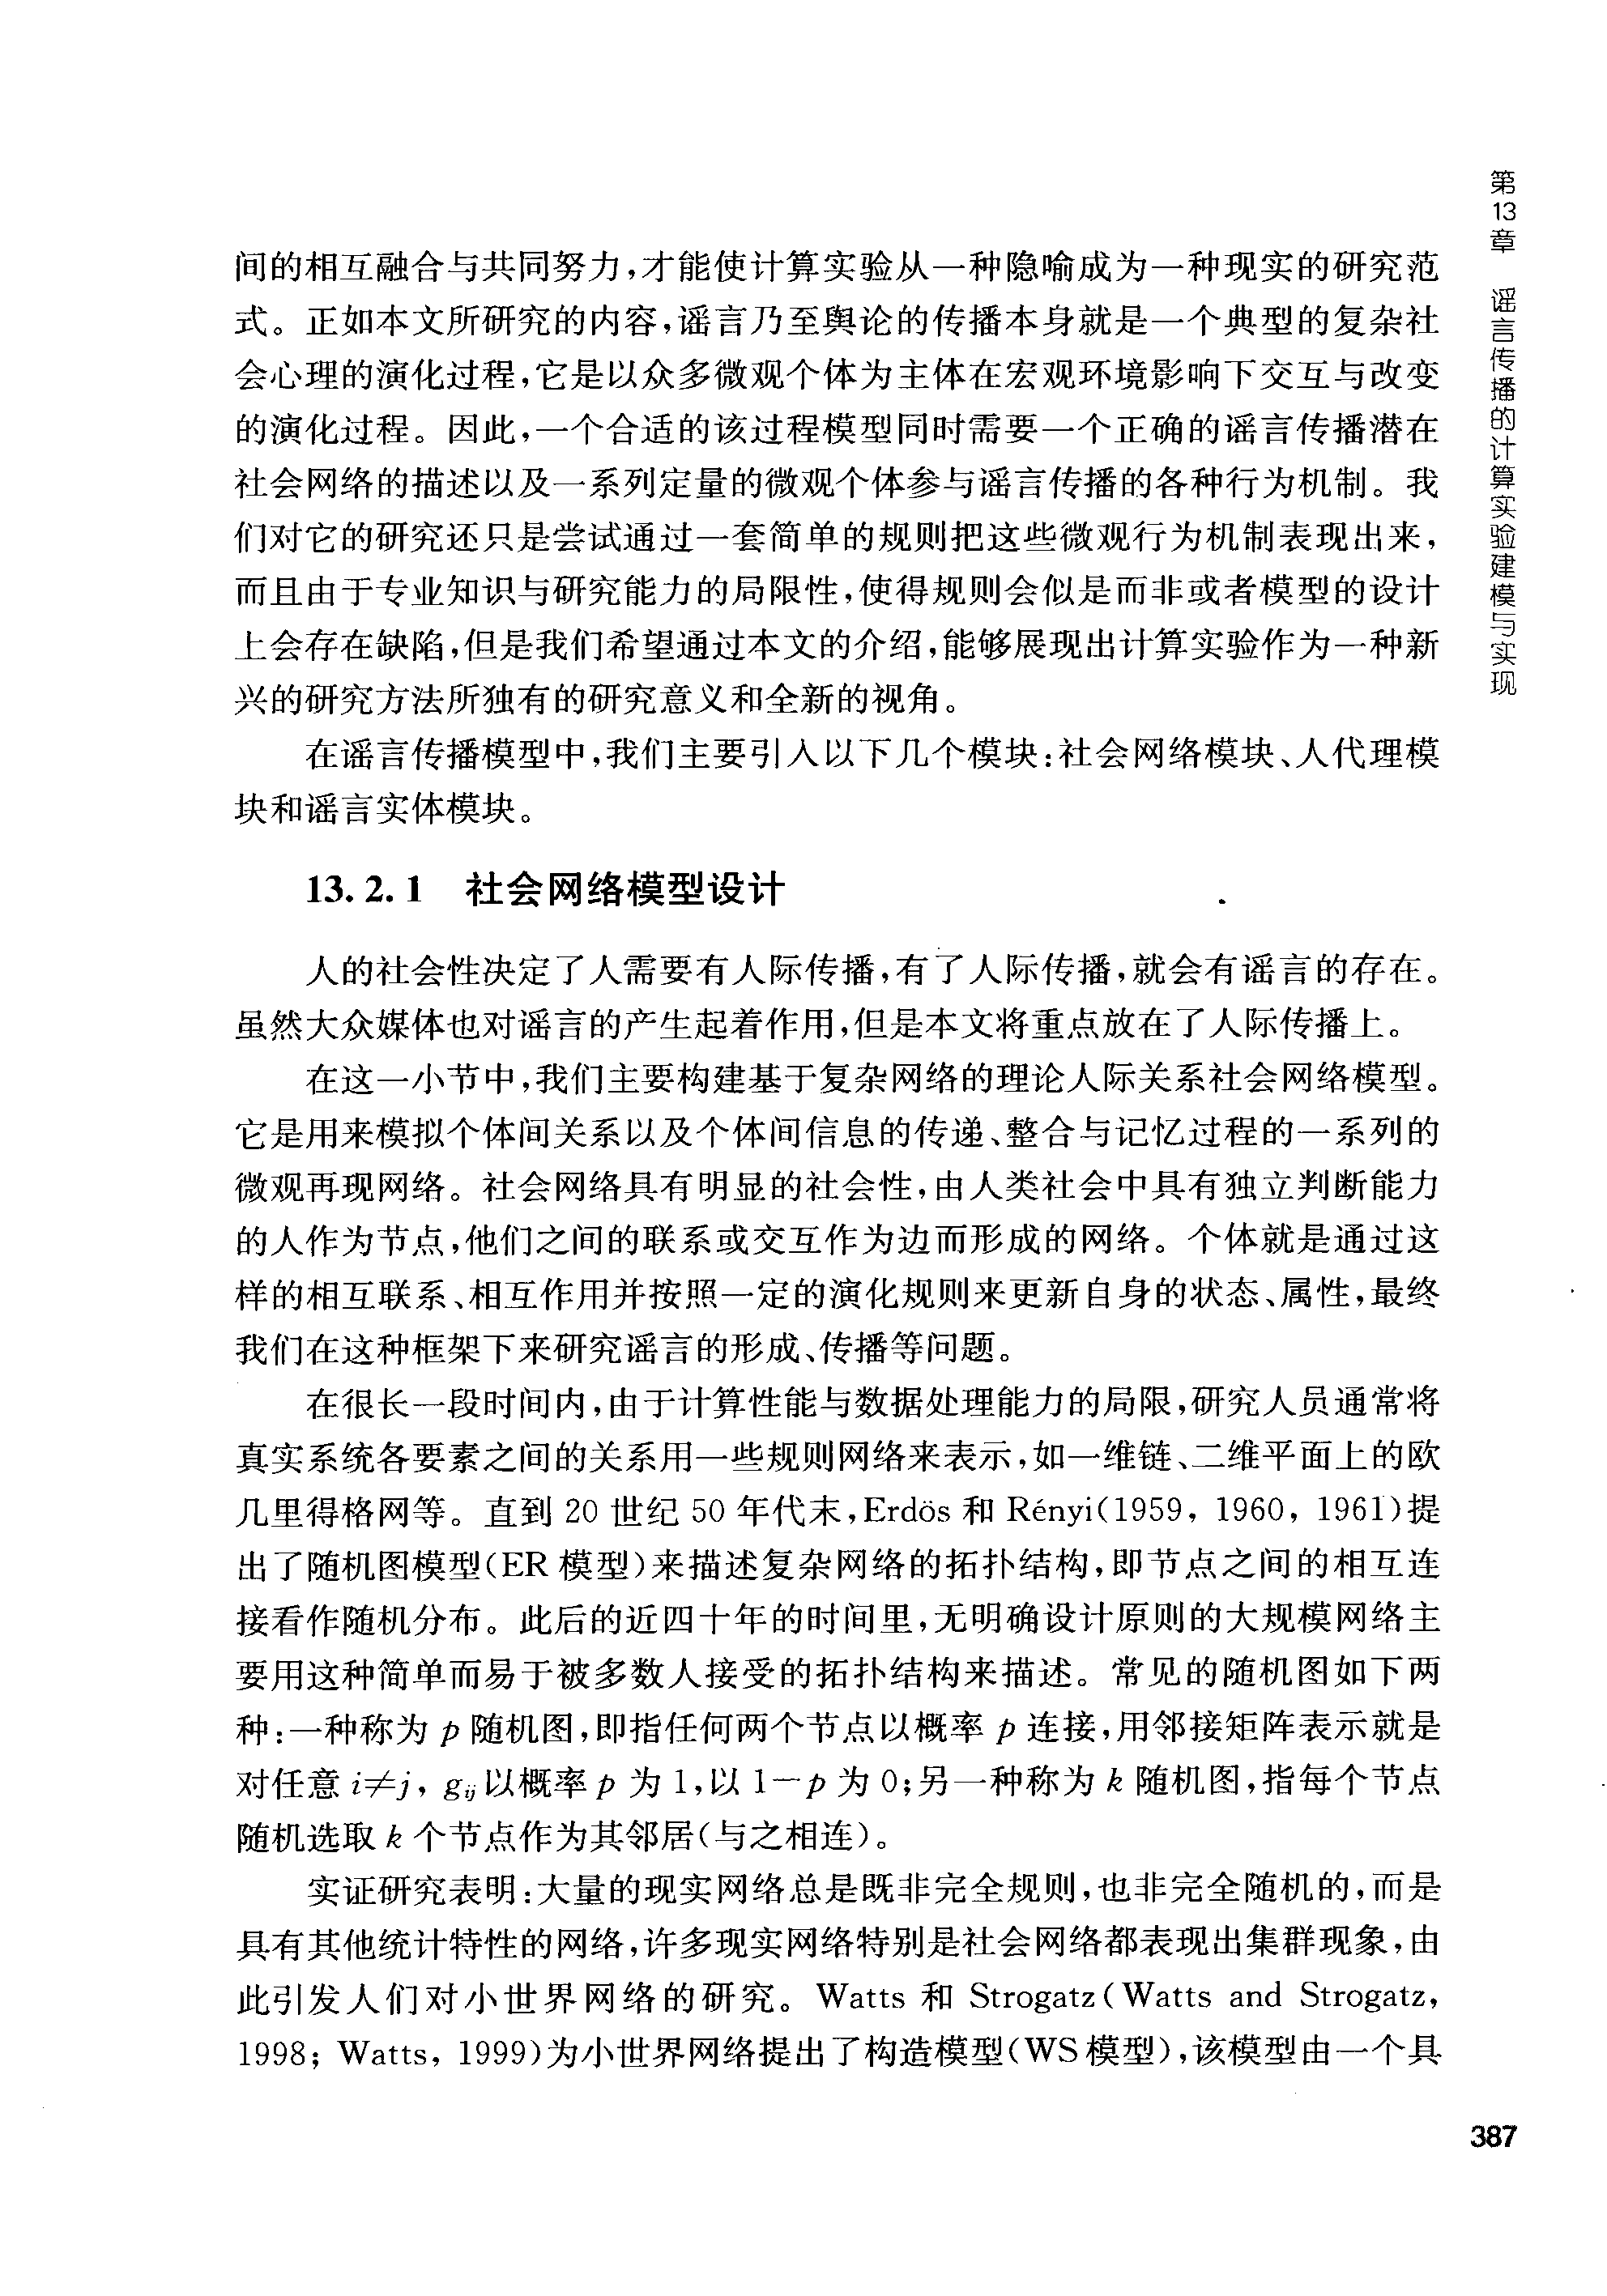 第13章 谣言传播的计算实验建模与实现
间的相互融合与共同努力,才能使计算实验从一种隐喻成为一种现实的研究范
式。正如本文所研究的内容,谣言乃至舆论的传播本身就是一个典型的复杂社
会心理的演化过程,它是以众多微观个体为主体在宏观环境影响下交互与改变
的演化过程。因此,一个合适的该过程模型同时需要一个正确的谣言传播潜在
社会网络的描述以及一系列定量的微观个体参与谣言传播的各种行为机制。我
们对它的研究还只是尝试通过一套简单的规则把这些微观行为机制表现出来,
而且由于专业知识与研究能力的局限性,使得规则会似是而非或者模型的设计
上会存在缺陷,但是我们希望通过本文的介绍,能够展现出计算实验作为一种新
兴的研究方法所独有的研究意义和全新的视角。
在谣言传播模型中,我们主要引入以下几个模块:社会网络模块、人代理模
块和谣言实体模块。
13.2.1 社会网络模型设计
人的社会性决定了人需要有人际传播,有了人际传播,就会有谣言的存在。
虽然大众媒体也对谣言的产生起着作用,但是本文将重点放在了人际传播上。
在这一小节中,我们主要构建基于复杂网络的理论人际关系社会网络模型。
它是用来模拟个体间关系以及个体间信息的传递、整合与记忆过程的一系列的
微观再现网络。社会网络具有明显的社会性,由人类社会中具有独立判断能力
的人作为节点,他们之间的联系或交互作为边而形成的网络。个体就是通过这
样的相互联系、相互作用并按照一定的演化规则来更新自身的状态、属性,最终
我们在这种框架下来研究谣言的形成、传播等问题。
在很长一段时间内,由于计算性能与数据处理能力的局限,研究人员通常将
真实系统各要素之间的关系用一些规则网络来表示,如一维链、二维平面上的欧
几里得格网等。直到 20 世纪 50 年代末,Erdös 和 Rényi(1959, 1960, 1961)提
出了随机图模型(ER 模型)来描述复杂网络的拓扑结构,即节点之间的相互连
接看作随机分布。此后的近四十年的时间里,无明确设计原则的大规模网络主
要用这种简单而易于被多数人接受的拓扑结构来描述。常见的随机图如下两
种:一种称为 p 随机图,即指任何两个节点以概率 p 连接,用邻接矩阵表示就是
对任意 i≠j, gij以概率 p 为 1,以 1-p 为 0;另一种称为 k 随机图,指每个节点
随机选取 k 个节点作为其邻居(与之相连)。
实证研究表明:大量的现实网络总是既非完全规则,也非完全随机的,而是
具有其他统计特性的网络,许多现实网络特别是社会网络都表现出集群现象,由
此引发人们对小世界网络的研究。Watts 和 Strogatz(Watts and Strogatz,
1998; Watts, 1999)为小世界网络提出了构造模型(WS模型),该模型由一个具
387